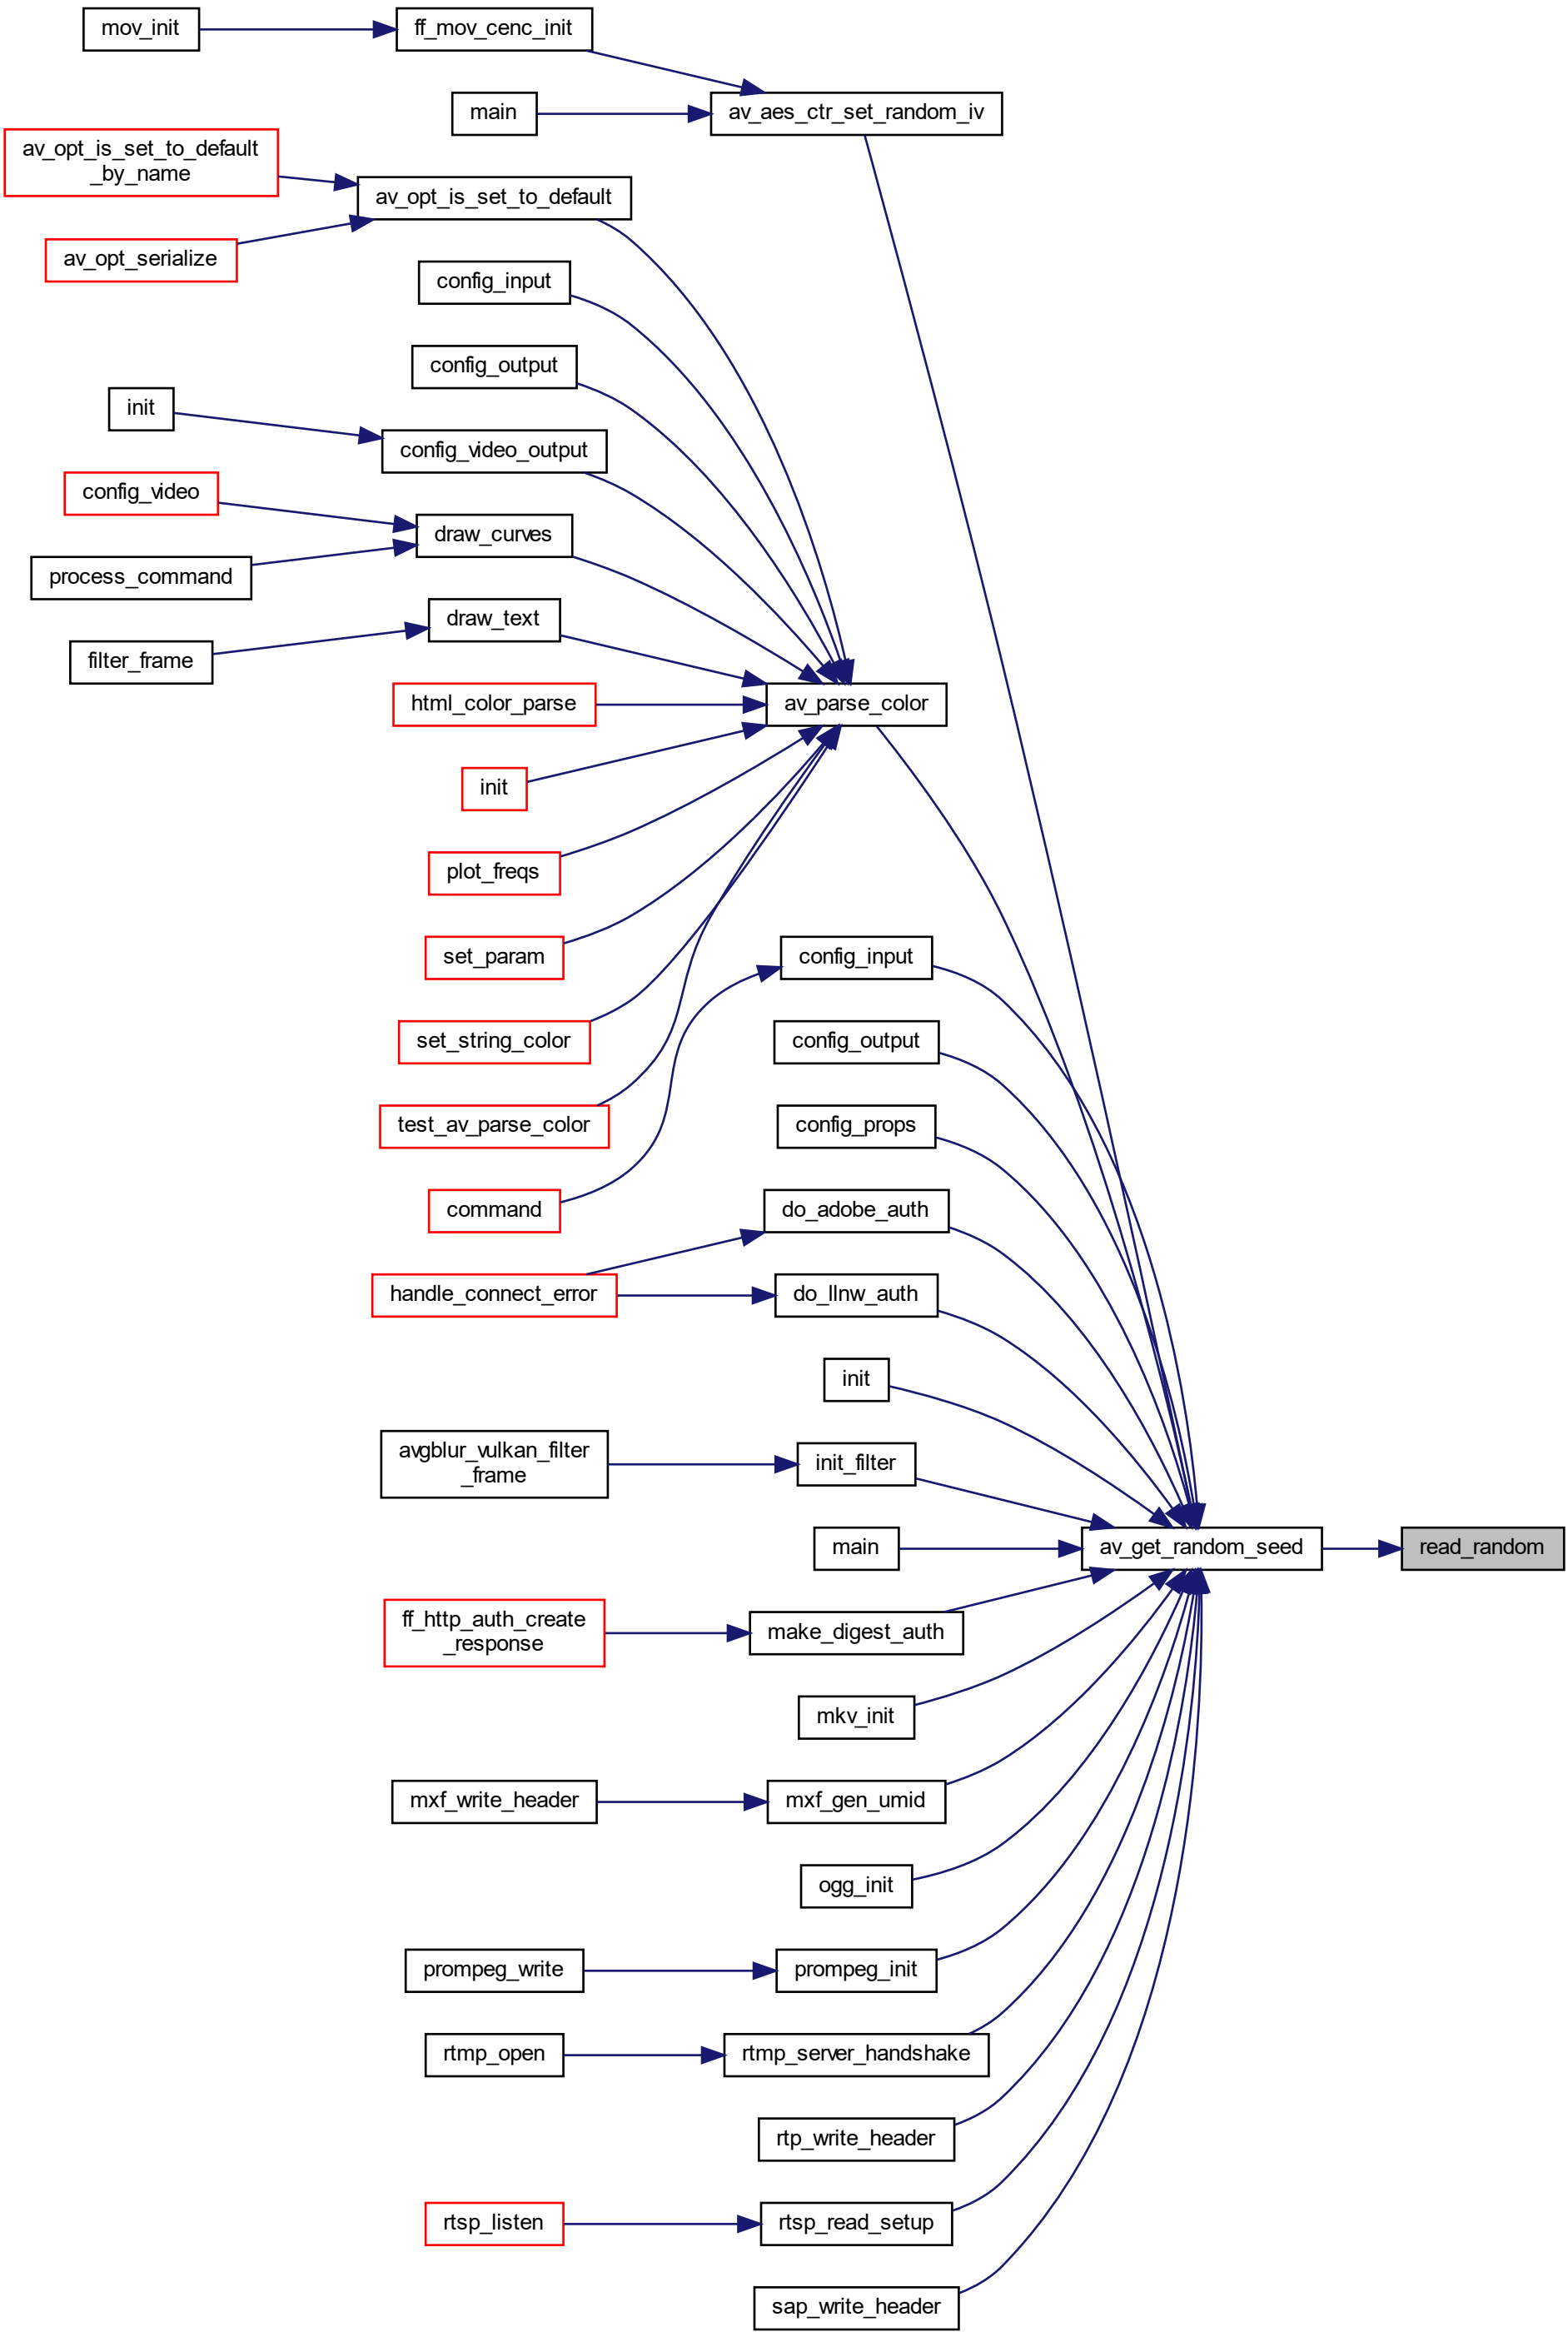 mov_init
ff_mov_cenc_init
main
av_aes_ctr_set_random_iv
av_opt_is_set_to_default
_by_name
av_opt_is_set_to_default
av_opt_serialize
config_input
config_output
init
config_video_output
config_video
draw_curves
process_command
draw_text
filter_frame
html_color_parse
av_parse_color
init
plot_freqs
set_param
config_input
set_string_color
config_output
test_av_parse_color
config_props
command
do_adobe_auth
handle_connect_error
do_llnw_auth
init
avgblur_vulkan_filter
_frame
init_filter
main
av_get_random_seed
read_random
ff_http_auth_create
_response
make_digest_auth
mkv_init
mxf_write_header
mxf_gen_umid
ogg_init
prompeg_write
prompeg_init
rtmp_open
rtmp_server_handshake
rtp_write_header
rtsp_listen
rtsp_read_setup
sap_write_header